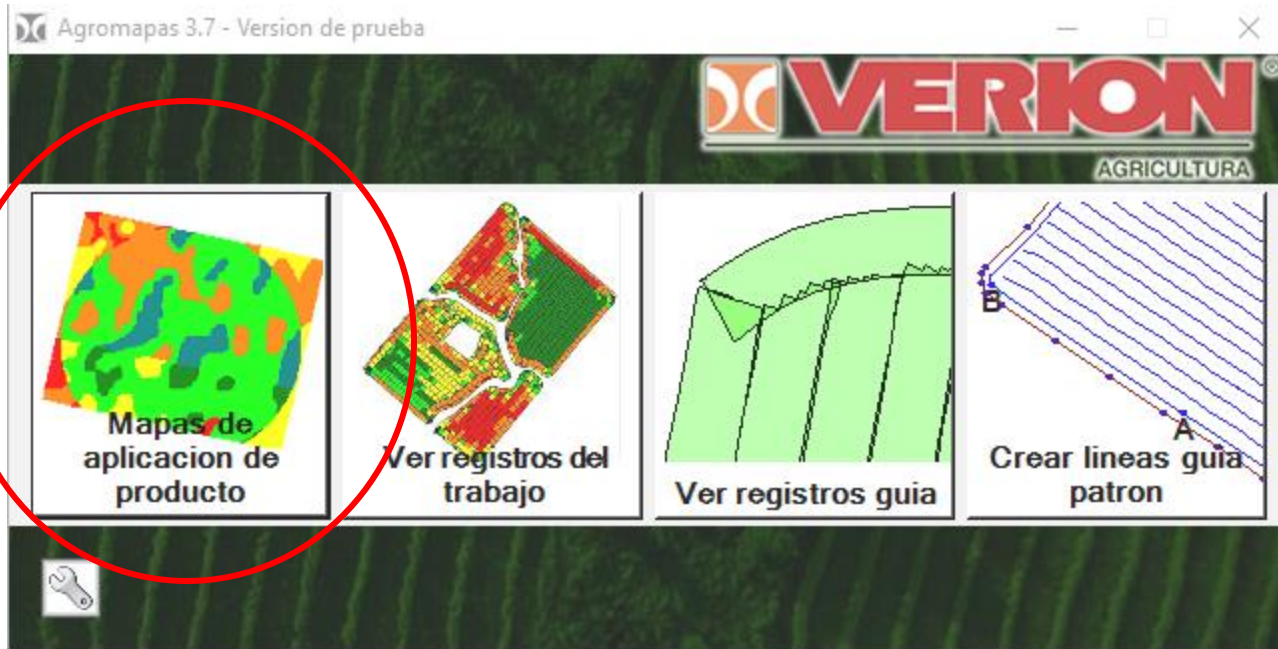 Agromapas 3.7 - Version de prueba
VERION®
AGRICULTURA
Mapas de
aplicacion de
producto
Ver registros del
trabajo
Ver registros guia
B
A
Crear lineas guia
patron